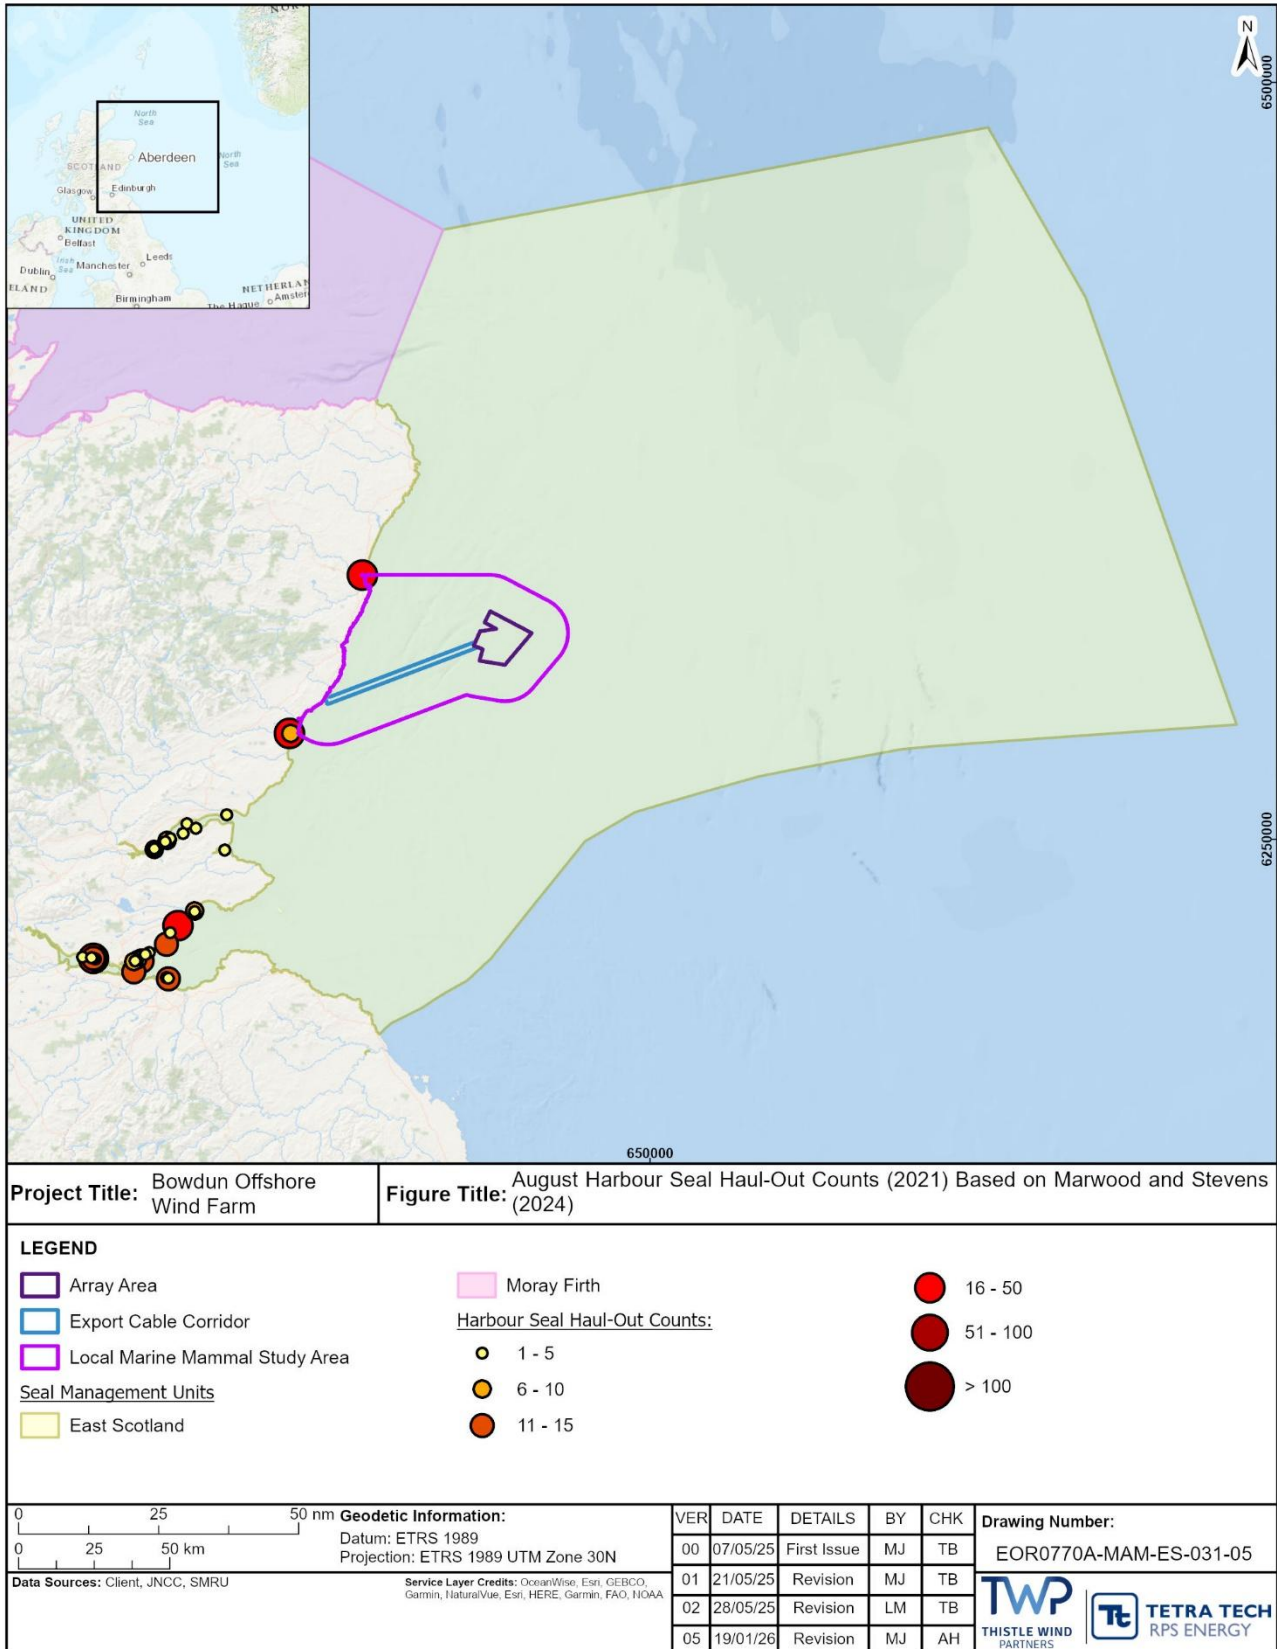 NOR
North
Sea
SCOTLAND
Aberdeen
North
Sea
Glasgow
Edinburgh
UNITED
KINGDOM
Belfast
Irish
Sea
Leeds
Dublin
Manchester
ELAND
NETHERLAN
Amster
Birmingham
The Hague
N
6500000
6250000
650000
Project Title: Bowdun Offshore
Wind Farm
Figure Title: August Harbour Seal Haul-Out Counts (2021) Based on Marwood and Stevens
(2024)
LEGEND
Array Area
Export Cable Corridor
Local Marine Mammal Study Area
Seal Management Units
East Scotland
Moray Firth
Harbour Seal Haul-Out Counts:
1 - 5
6 - 10
11 - 15
16 - 50
51 - 100
> 100
0 25 50 nm
0 25 50 km
Geodetic Information:
Datum: ETRS 1989
Projection: ETRS 1989 UTM Zone 30N
Data Sources: Client, JNCC, SMRU
Service Layer Credits: OceanWise, Esri, GEBCO,
Garmin, NaturalVue, Esri, HERE, Garmin, FAO, NOAA
VER DATE DETAILS BY CHK
00 07/05/25 First Issue MJ TB
01 21/05/25 Revision MJ TB
02 28/05/25 Revision LM TB
05 19/01/26 Revision MJ AH
Drawing Number:
EOR0770A-MAM-ES-031-05
TWP
THISTLE WIND
PARTNERS
Tt
TETRA TECH
RPS ENERGY